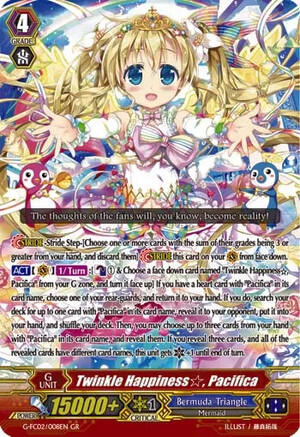 4
GRADE
The thoughts of the fans will, you know, become reality!
STRIDE -Stride Step-[Choose one or more cards with the sum of their grades being 3 or
greater from your hand, and discard them] STRIDE this card on your from face down.
ACT [ ] 1/Turn : [ ① & Choose a face down card named "Twinkle Happiness☆,
Pacifica" from your G zone, and turn it face up] If you have a heart card with "Pacifica" in its
card name, choose one of your rear-guards, and return it to your hand. If you do, search your
deck for up to one card with "Pacifica" in its card name, reveal it to your opponent, put it into
your hand, and shuffle your deck. Then, you may choose up to three cards from your hand
with "Pacifica" in its card name, and reveal them. If you reveal three cards, and all of the
revealed cards have different card names, this unit gets +1 until end of turn.
G
UNIT
Twinkle Happiness☆, Pacifica
POWER
15000+
1
CRITICAL
Bermuda Triangle
Mermaid
G-FC02/008EN GR
ILLUST / 藤真拓哉